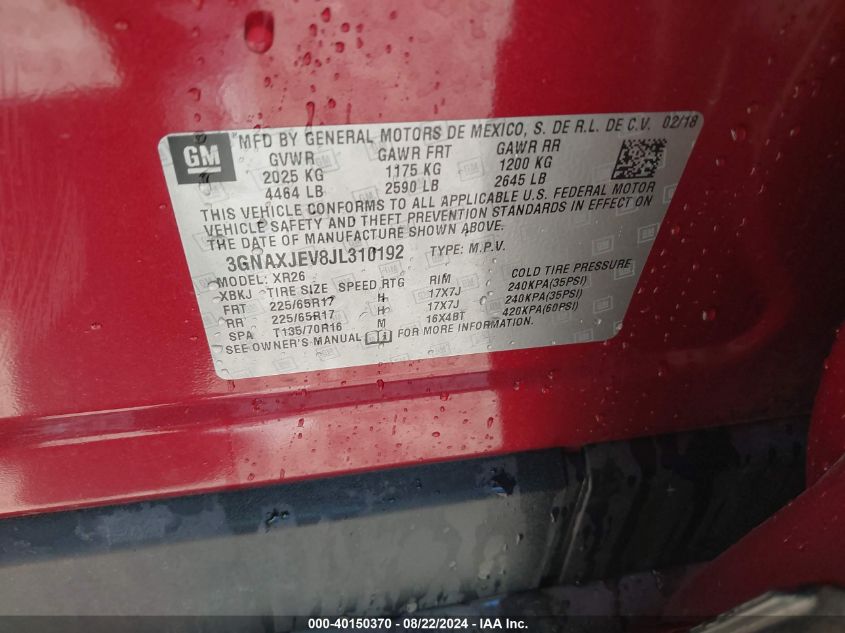 GM
*MFD BY GENERAL MOTORS DE MEXICO, S. DE R.L. DE C.V. 02/18
GVWR GAWR FRT GAWR RR
2025 KG 1175 KG 1200 KG
4464 LB 2590 LB 2645 LB
THIS VEHICLE CONFORMS TO ALL APPLICABLE U.S. FEDERAL MOTOR
VEHICLE SAFETY AND THEFT PREVENTION STANDARDS IN EFFECT ON
THE DATE OF MANUFACTURE SHOWN ABOVE.
3GNAXJEV8JL310192 TYPE: M.P.V.
MODEL: XR26
XBKJ TIRE SIZE SPEED RTG RIM COLD TIRE PRESSURE
FRT 225/65R17 H 17X7J 240KPA(35PSI)
RR 225/65R17 H 17X7J 240KPA(35PSI)
SPA T135/70R16 M 16X4BT 420KPA(60PSI)
SEE OWNER'S MANUAL FOR MORE INFORMATION.
000-40150370 - 08/22/2024 - IAA Inc.